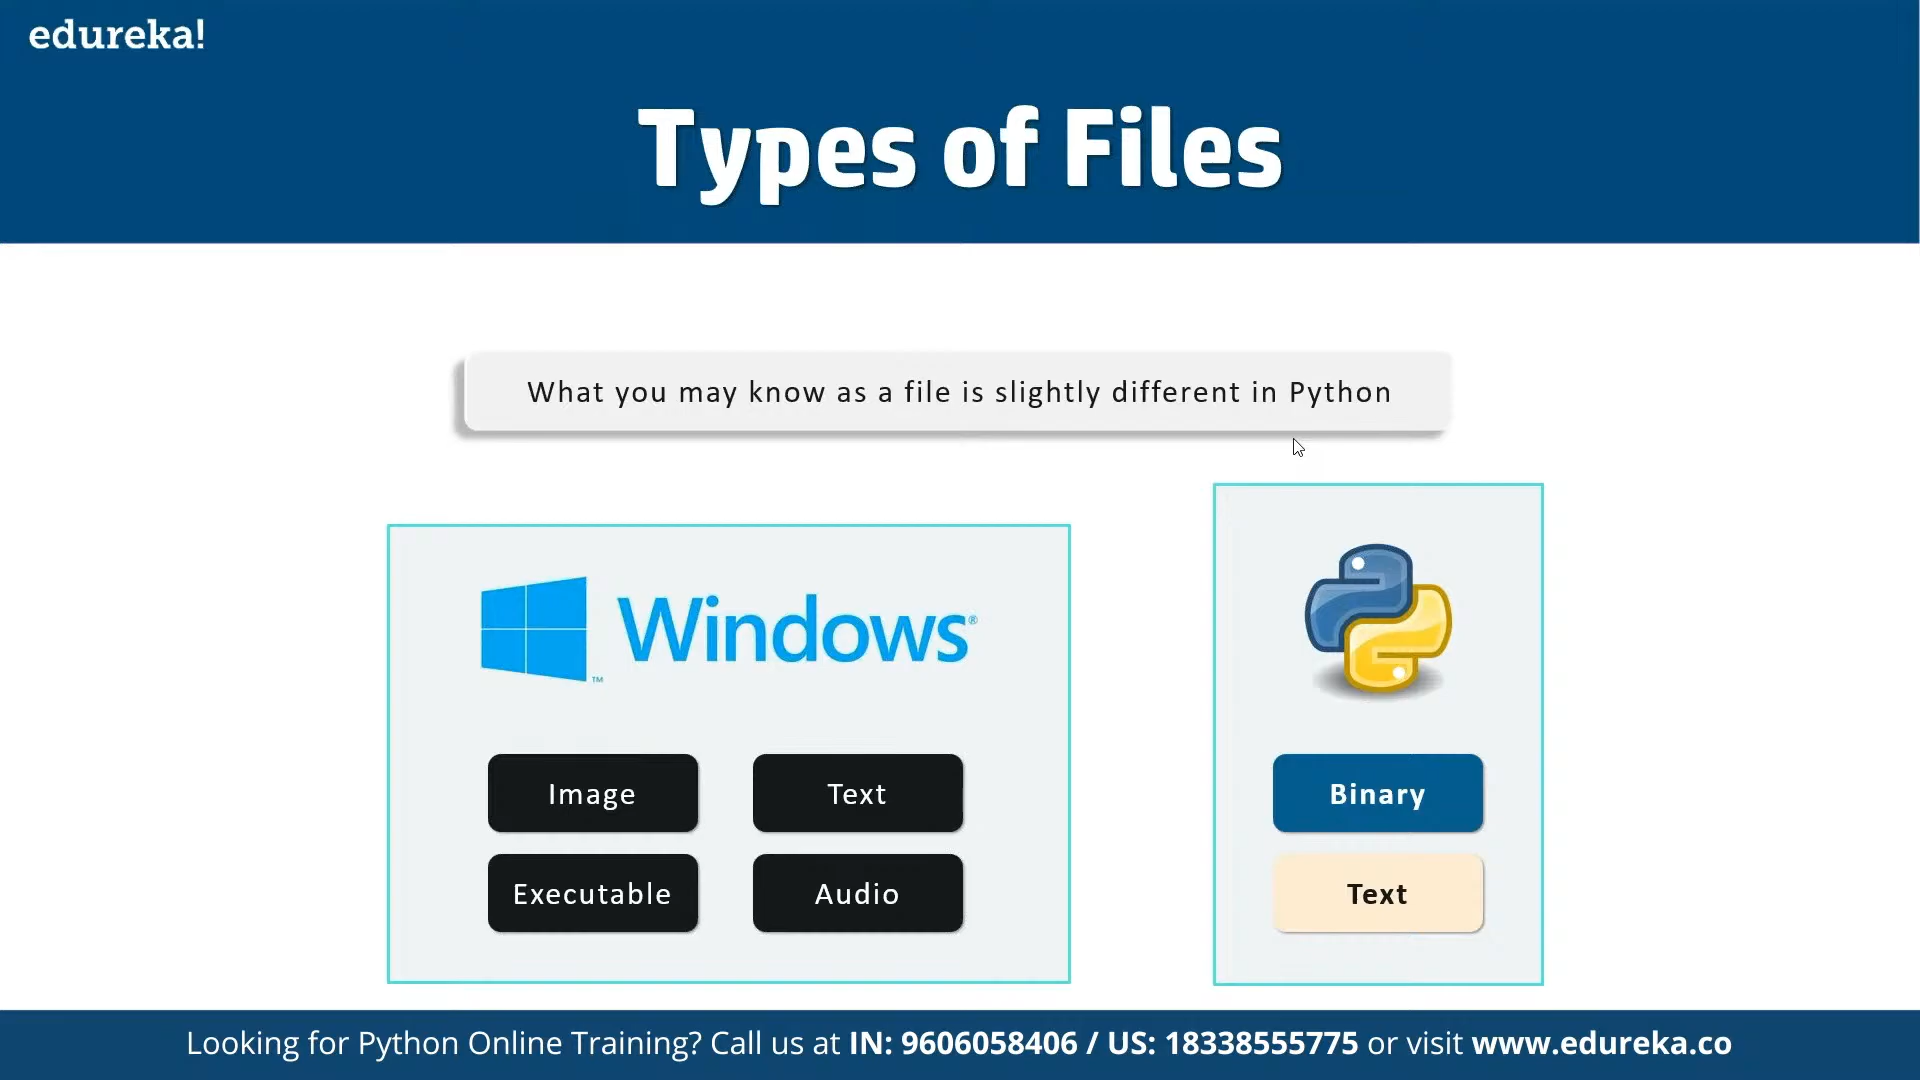 edureka!
Types of Files
What you may know as a file is slightly different in Python
Windows®
™
Image
Text
Executable
Audio
Binary
Text
Looking for Python Online Training? Call us at IN: 9606058406 / US: 18338555775 or visit www.edureka.co